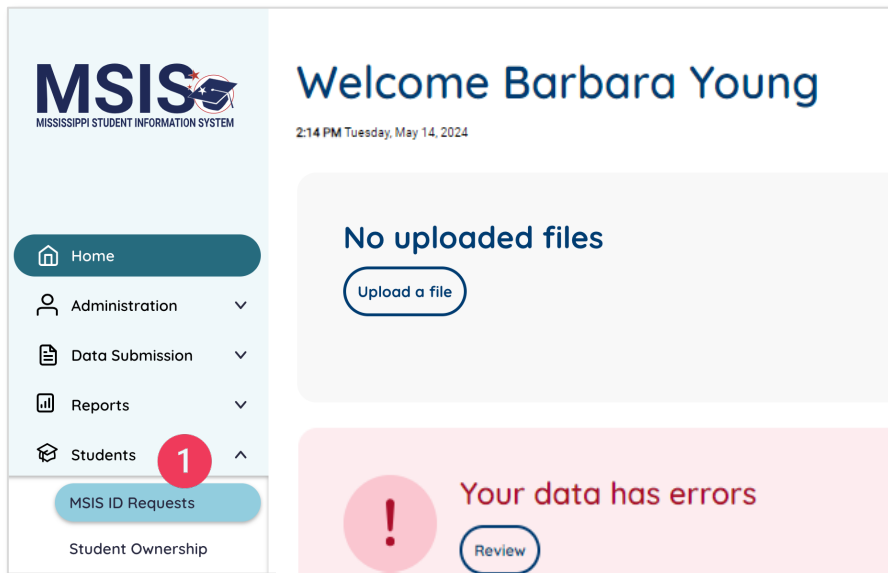 MSIS
MISSISSIPPI STUDENT INFORMATION SYSTEM
Home
Administration
Data Submission
Reports
Students
1
MSIS ID Requests
Student Ownership
Welcome Barbara Young
2:14 PM Tuesday, May 14, 2024
No uploaded files
Upload a file
!
Your data has errors
Review